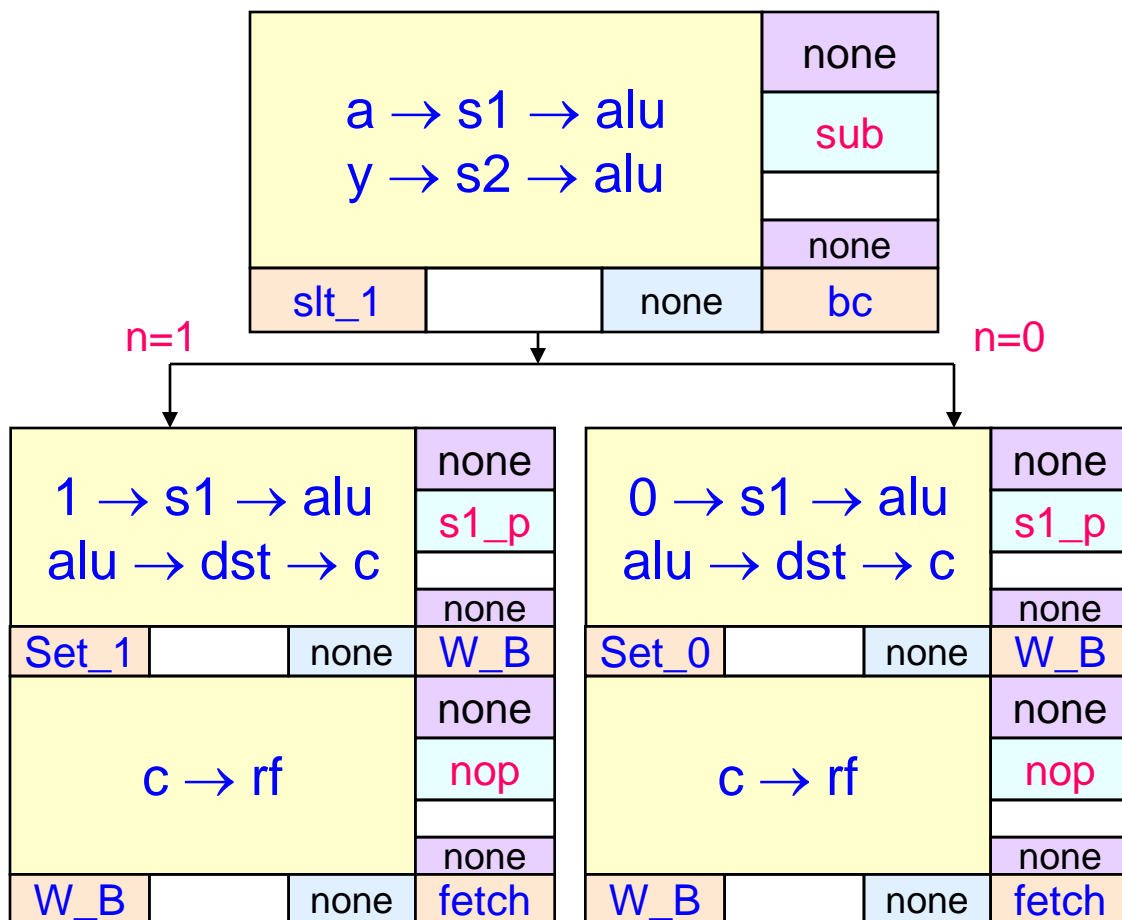 a → s1 → alu
y → s2 → alu
none
sub
none
slt_1
none
bc
n=1
n=0
1 → s1 → alu
alu → dst → c
none
s1_p
none
Set_1
none
W_B
c → rf
none
nop
none
W_B
none
fetch
0 → s1 → alu
alu → dst → c
none
s1_p
none
Set_0
none
W_B
c → rf
none
nop
none
W_B
none
fetch